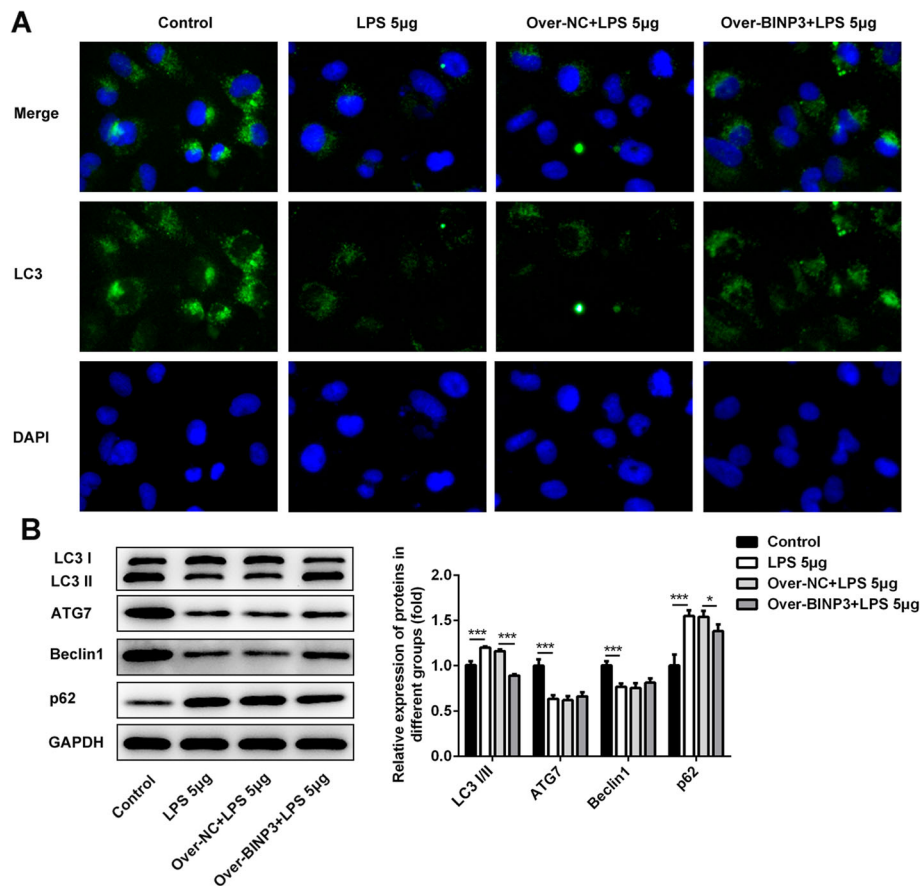 A
Control
LPS 5μg
Over-NC+LPS 5μg
Over-BINP3+LPS 5μg
Merge
LC3
DAPI
B
LC3 I
LC3 II
ATG7
Beclin1
p62
GAPDH
Control
LPS 5μg
Over-NC+LPS 5μg
Over-BINP3+LPS 5μg
Relative expression of proteins in
different groups (fold)
2.0
1.5
1.0
0.5
0.0
***
***
***
***
***
*
LC3 I/II
ATG7
Beclin1
p62
Control
LPS 5μg
Over-NC+LPS 5μg
Over-BINP3+LPS 5μg